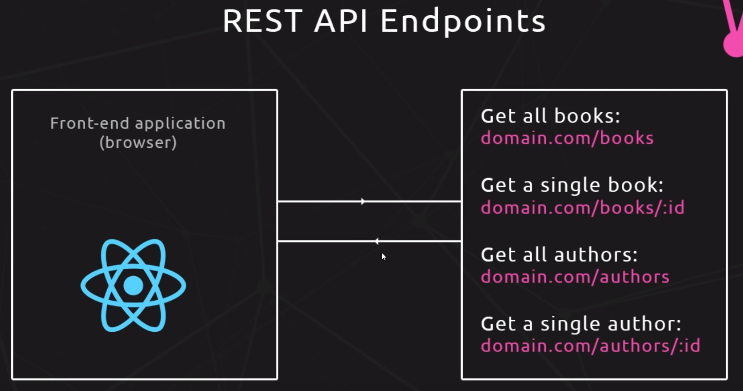 REST API Endpoints
Front-end application
(browser)
Get all books:
domain.com/books
Get a single book:
domain.com/books/:id
Get all authors:
domain.com/authors
Get a single author:
domain.com/authors/:id